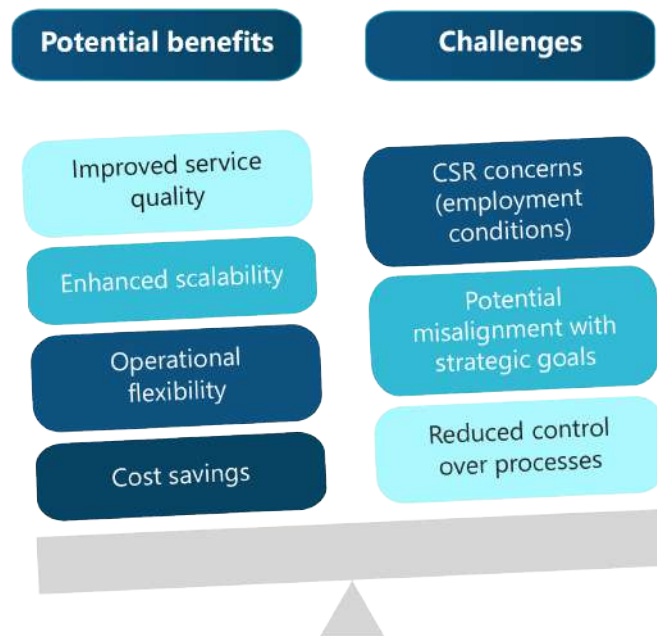 Potential benefits
Improved service
quality
Enhanced scalability
Operational
flexibility
Cost savings
Challenges
CSR concerns
(employment
conditions)
Potential
misalignment with
strategic goals
Reduced control
over processes